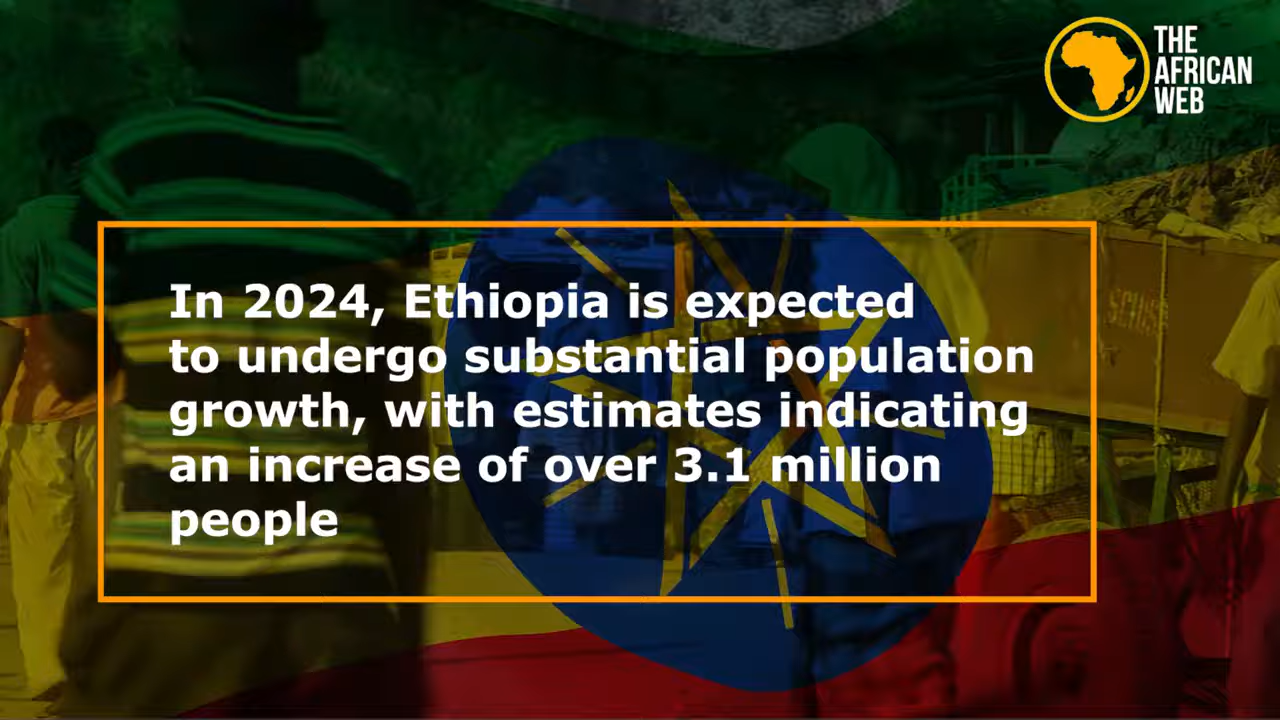 THE
AFRICAN
WEB
In 2024, Ethiopia is expected
to undergo substantial population
growth, with estimates indicating
an increase of over 3.1 million
people